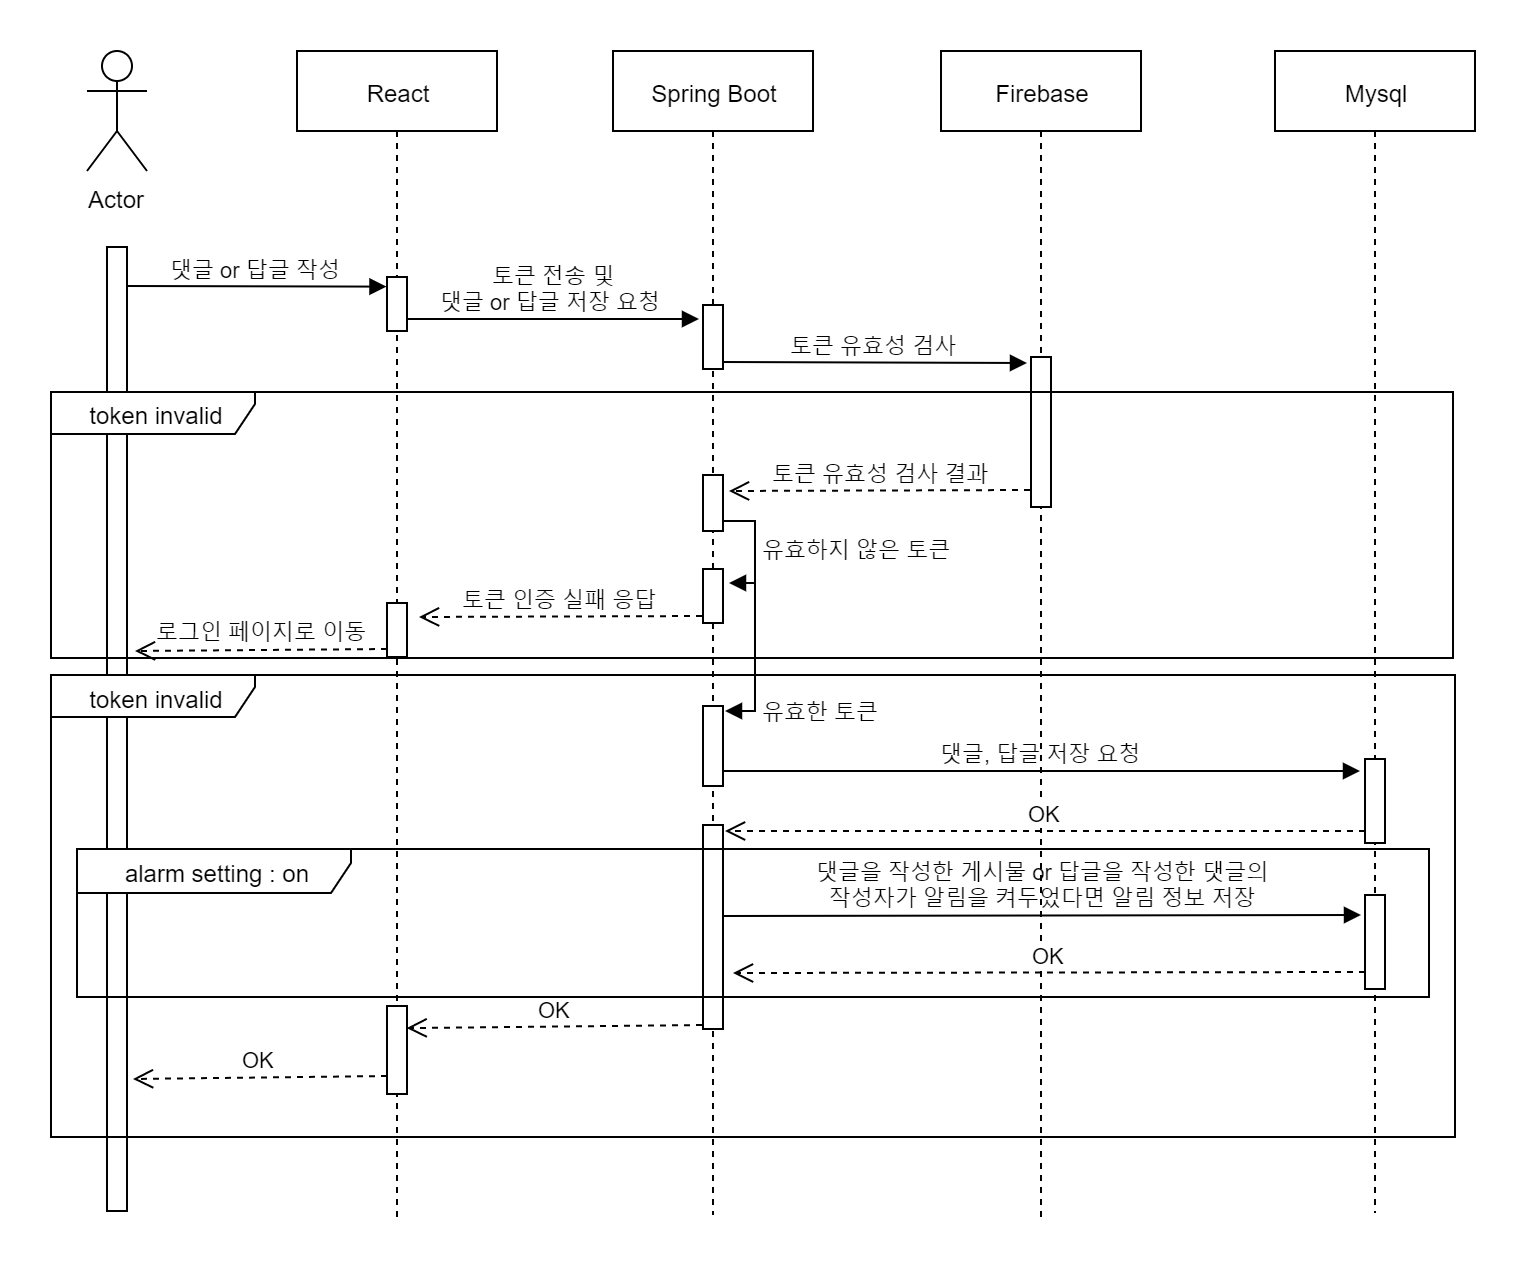 Actor
React
Spring Boot
Firebase
Mysql
댓글 or 답글 작성
토큰 전송 및
댓글 or 답글 저장 요청
토큰 유효성 검사
token invalid
토큰 유효성 검사 결과
유효하지 않은 토큰
토큰 인증 실패 응답
로그인 페이지로 이동
token invalid
유효한 토큰
댓글, 답글 저장 요청
OK
alarm setting : on
댓글을 작성한 게시물 or 답글을 작성한 댓글의
작성자가 알림을 켜두었다면 알림 정보 저장
OK
OK
OK